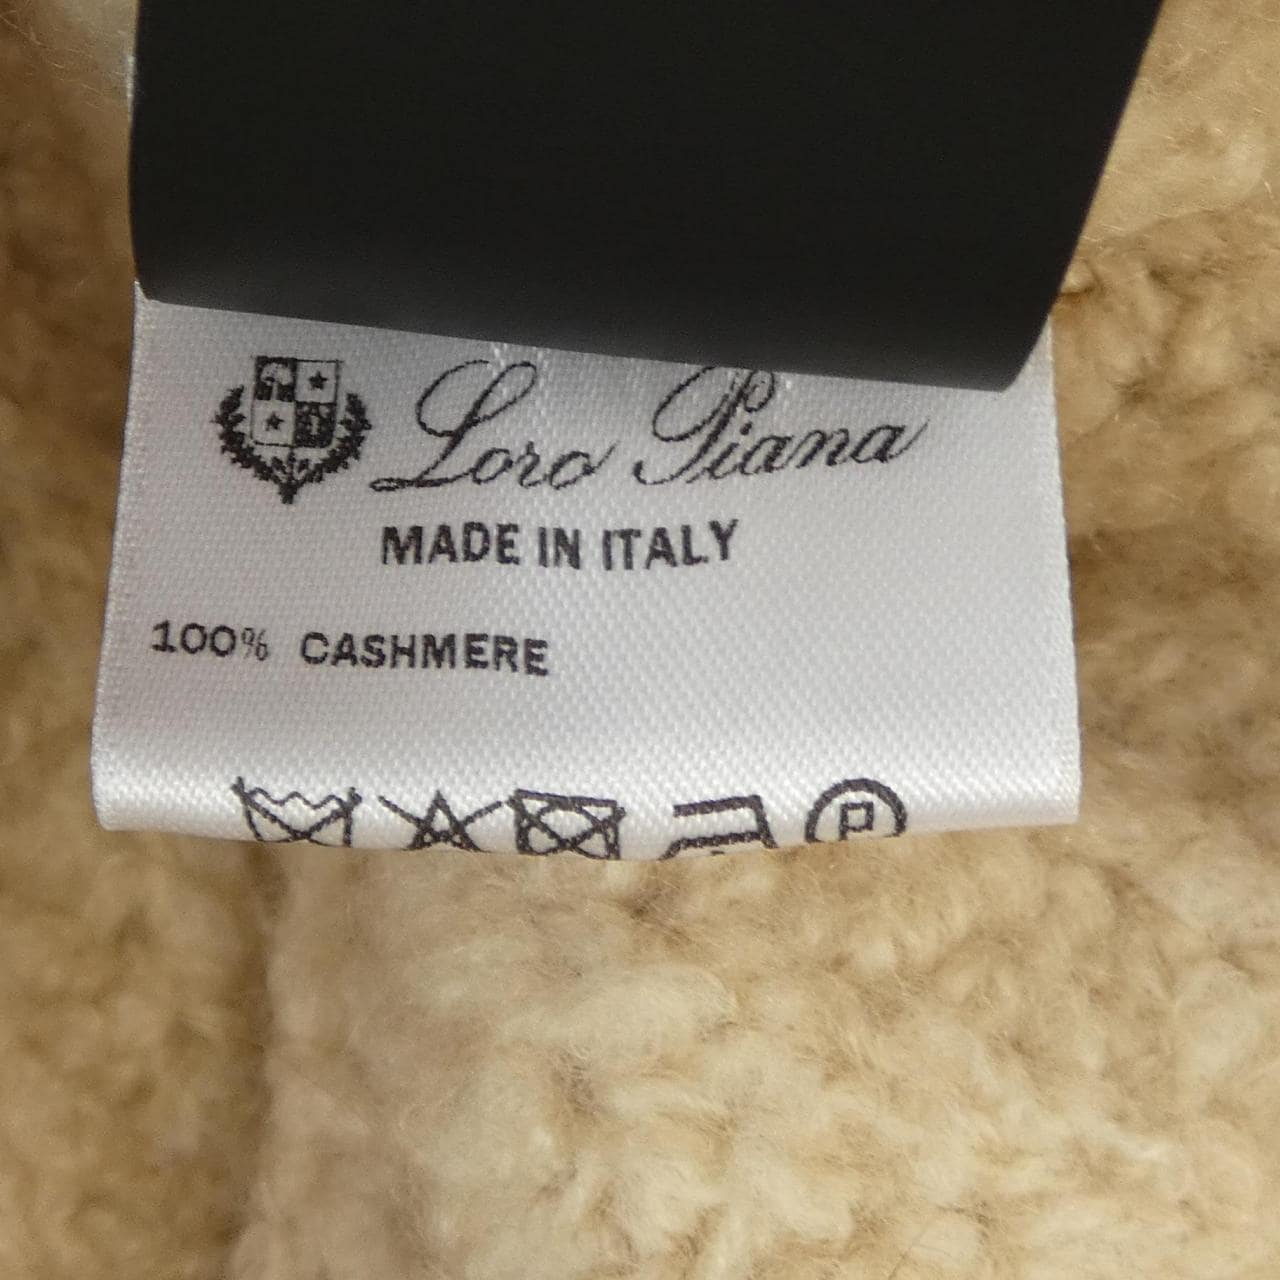 Loro Piana
MADE IN ITALY
100% CASHMERE
P